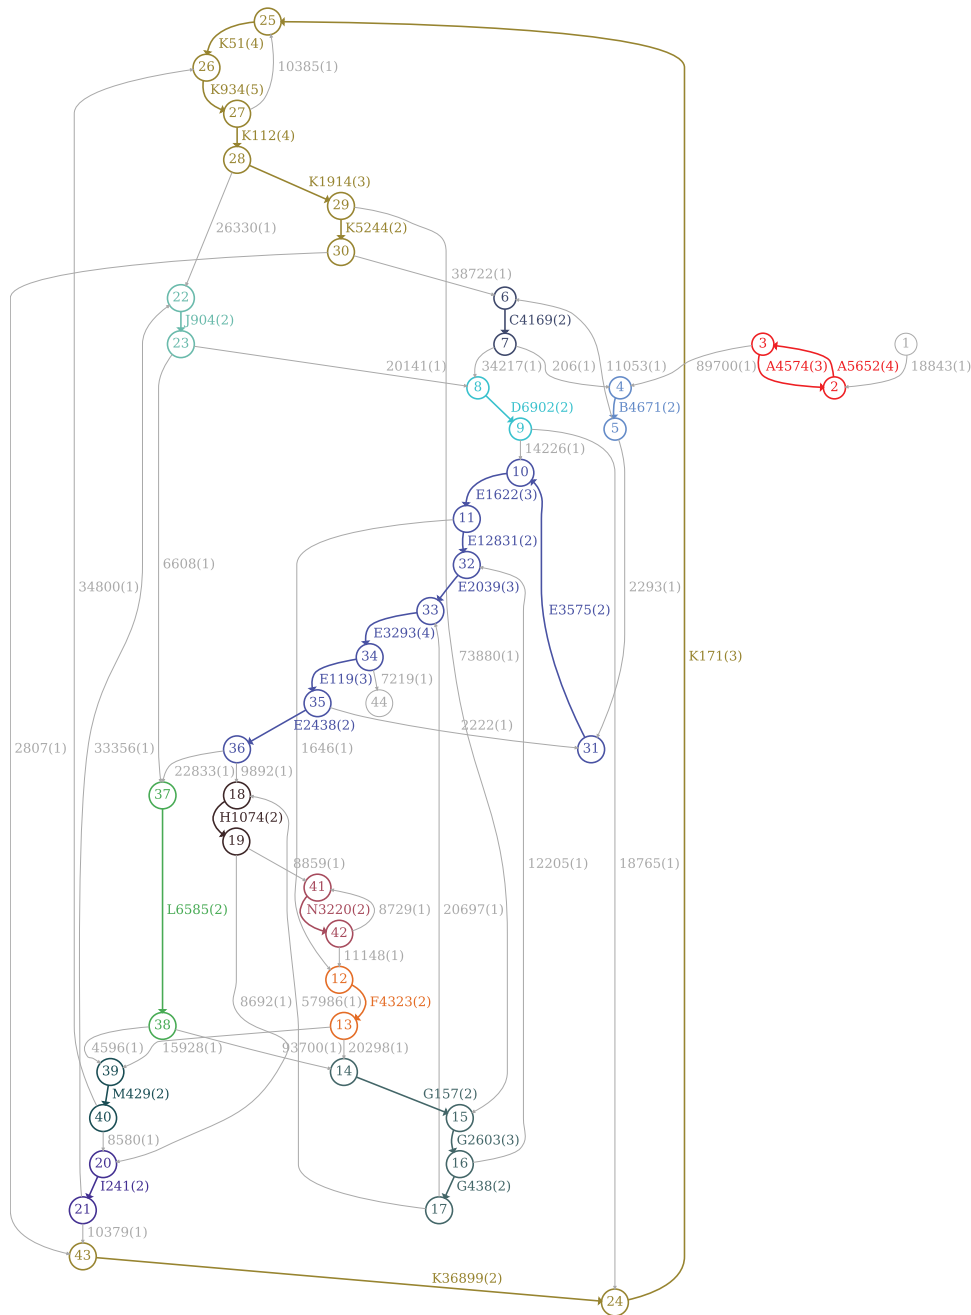 25
K51(4)
26
10385(1)
K934(5)
27
K112(4)
28
K1914(3)
29
26330(1)
K5244(2)
30
38722(1)
22
6
J904(2)
C4169(2)
23
7
3
1
20141(1)
34217(1)
206(1)
11053(1)
89700(1)
A4574(3)
A5652(4)
18843(1)
8
4
2
D6902(2)
B4671(2)
9
5
14226(1)
10
E1622(3)
11
E12831(2)
6608(1)
32
34800(1)
E2039(3)
2293(1)
33
E3575(2)
E3293(4)
34
73880(1)
K171(3)
E119(3)
7219(1)
35
44
E2438(2)
2222(1)
36
31
2807(1)
33356(1)
1646(1)
22833(1)
9892(1)
37
18
H1074(2)
19
8859(1)
12205(1)
18765(1)
41
L6585(2)
N3220(2)
8729(1)
20697(1)
42
11148(1)
12
8692(1)
57986(1)
F4323(2)
38
13
4596(1)
15928(1)
93700(1)
20298(1)
39
14
M429(2)
G157(2)
40
15
8580(1)
G2603(3)
20
16
I241(2)
G438(2)
21
17
10379(1)
43
K36899(2)
24